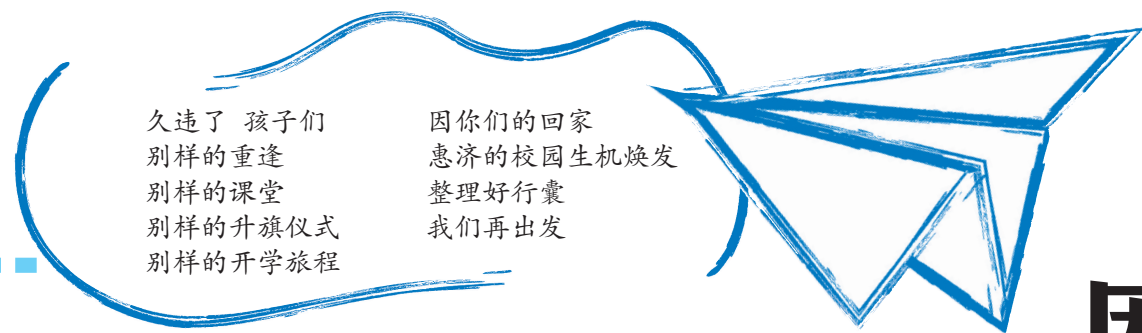 久违了 孩子们
别样的重逢
别样的课堂
别样的升旗仪式
别样的开学旅程
因你们的回家
惠济的校园生机焕发
整理好行囊
我们再出发